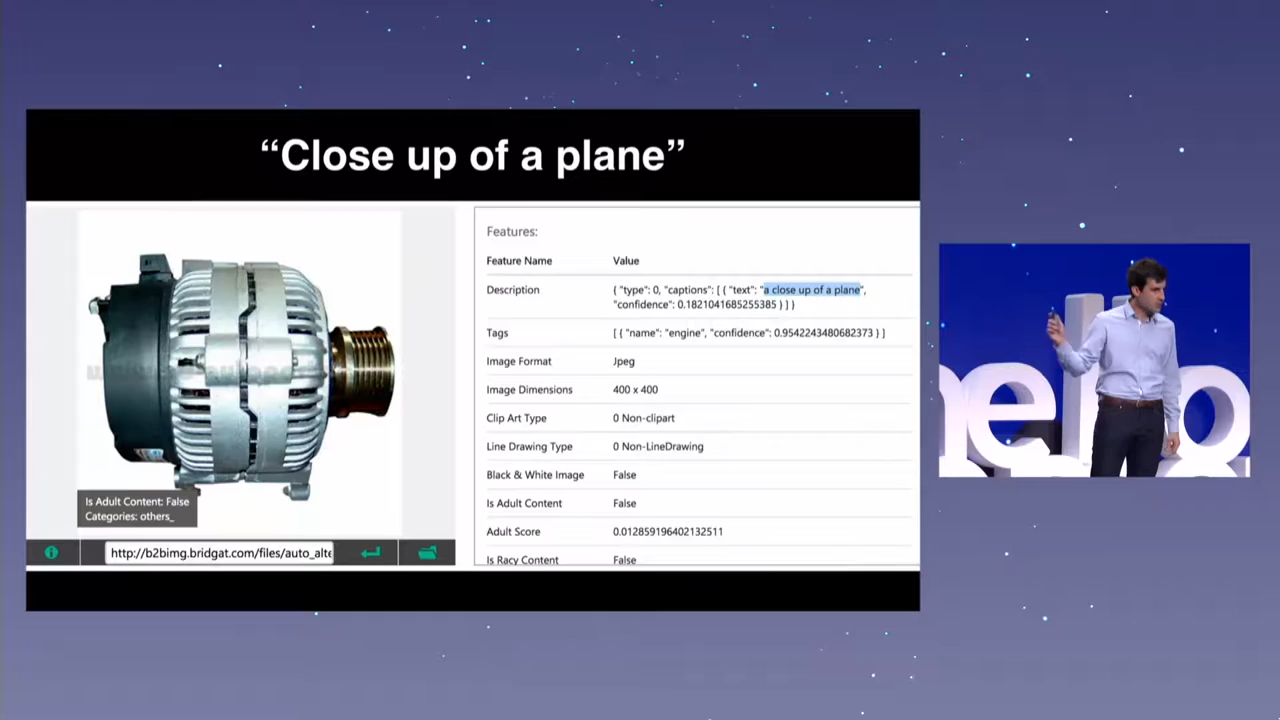 “Close up of a plane”
Features:
Feature Name Value
Description { "type": 0, "captions": [ { "text": "a close up of a plane",
"confidence": 0.1821041685255385 } ] }
Tags [ { "name": "engine", "confidence": 0.9542243480682373 } ]
Image Format Jpeg
Image Dimensions 400 x 400
Clip Art Type 0 Non-clipart
Line Drawing Type 0 Non-LineDrawing
Black & White Image False
Is Adult Content False
Adult Score 0.012859196402132511
Is Racy Content False
Is Adult Content: False
Categories: others_
http://b2bimg.bridgat.com/files/auto_alte